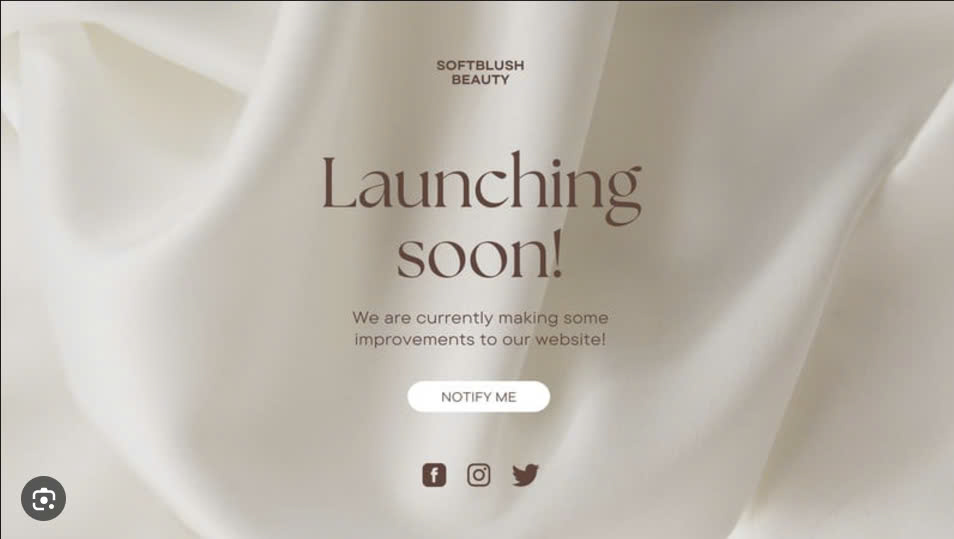 SOFTBLUSH
BEAUTY
Launching
soon!
We are currently making some
improvements to our website!
NOTIFY ME